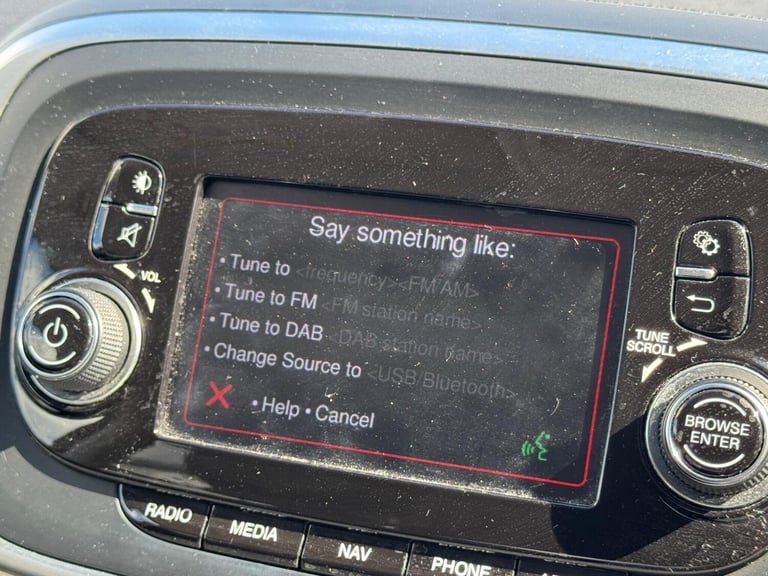 Say something like:
• Tune to <frequency><FM AM>
• Tune to FM <FM station name>
• Tune to DAB <DAB station name>
• Change Source to <USB/Bluetooth>
• Help • Cancel
VOL
TUNE
SCROLL
BROWSE
ENTER
RADIO
MEDIA
NAV
PHONE